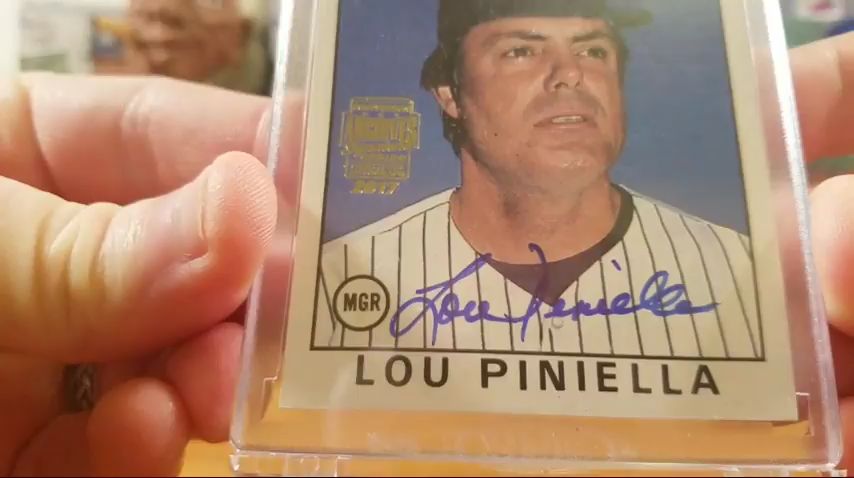 ARCHIVES
2017
MGR
Lou Piniella
LOU PINIELLA